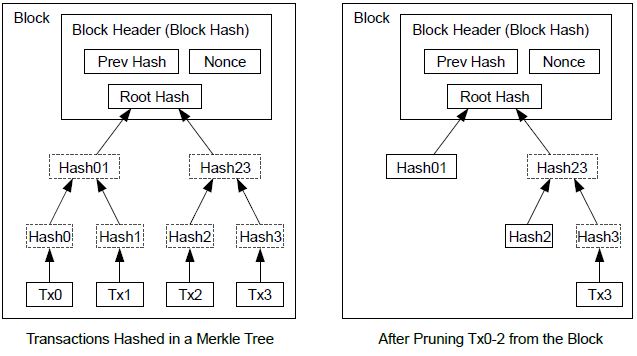 Block
Block Header (Block Hash)
Prev Hash
Nonce
Root Hash
Hash01
Hash23
Hash0
Hash1
Hash2
Hash3
Tx0
Tx1
Tx2
Tx3
Transactions Hashed in a Merkle Tree
Block
Block Header (Block Hash)
Prev Hash
Nonce
Root Hash
Hash01
Hash23
Hash2
Hash3
Tx3
After Pruning Tx0-2 from the Block